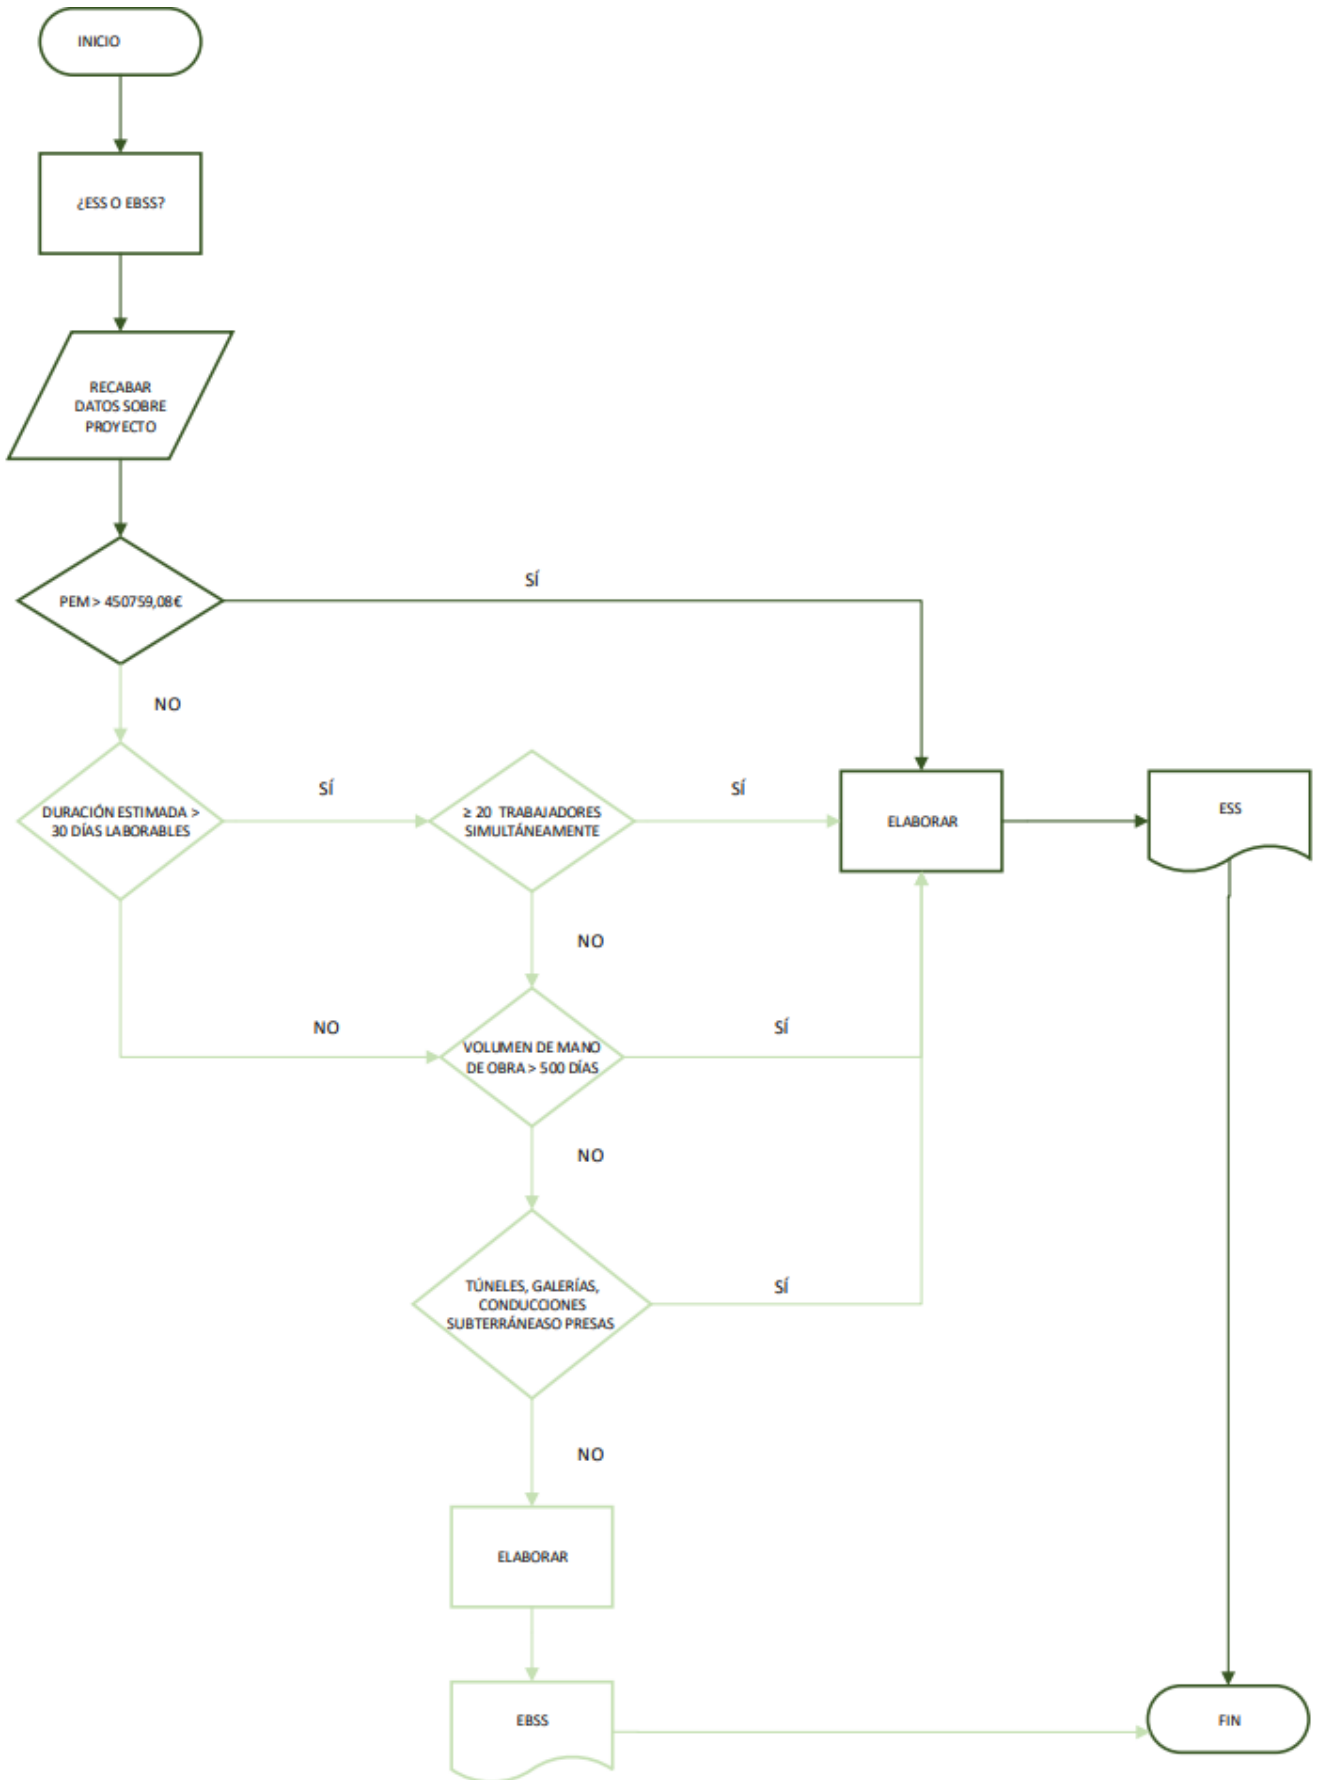 INICIO
¿ESS O EBSS?
RECABAR
DATOS SOBRE
PROYECTO
PEM > 450759,08€
SÍ
NO
DURACIÓN ESTIMADA >
30 DÍAS LABORABLES
SÍ
≥ 20 TRABAJADORES
SIMULTÁNEAMENTE
SÍ
ELABORAR
ESS
NO
NO
VOLUMEN DE MANO
DE OBRA > 500 DÍAS
SÍ
NO
TÚNELES, GALERÍAS,
CONDUCCIONES
SUBTERRÁNEASO PRESAS
SÍ
NO
ELABORAR
EBSS
FIN